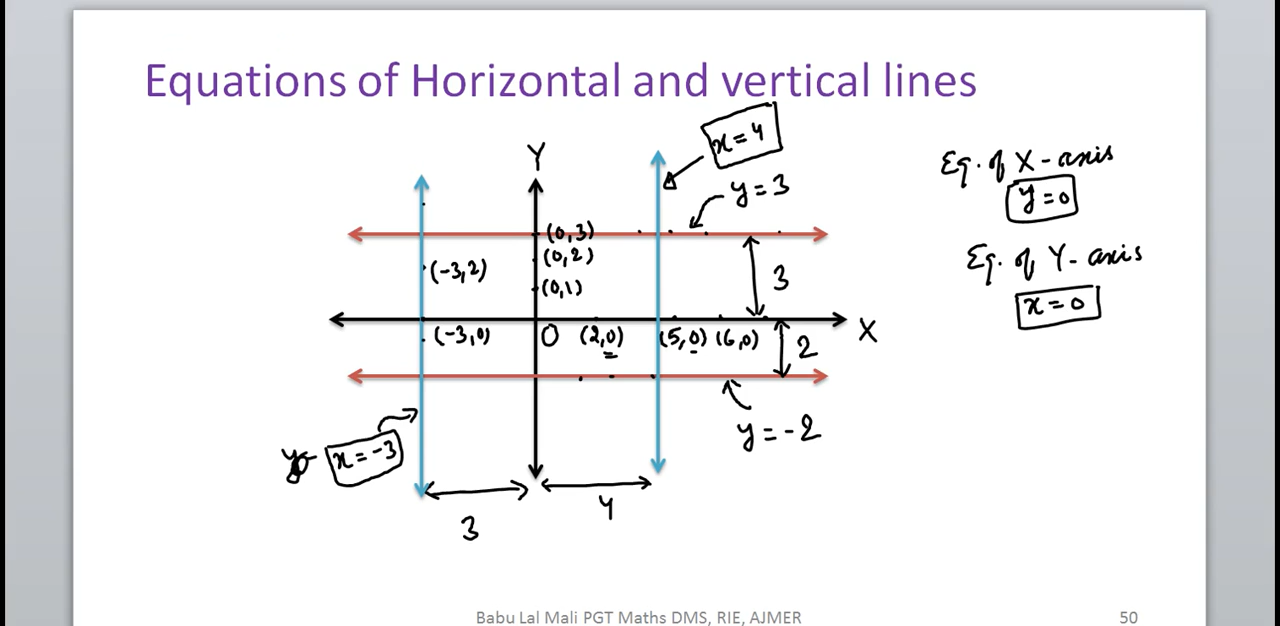 Equations of Horizontal and vertical lines
x = 4
Y
y = 3
Eq. of X-axis
y = 0
(0,3)
(0,2)
(-3,2)
(0,1)
3
Eq. of Y-axis
x = 0
(-3,0)
O
(2,0)
(5,0)
(6,0)
2
X
y = -2
x = -3
3
4
Babu Lal Mali PGT Maths DMS, RIE, AJMER
50